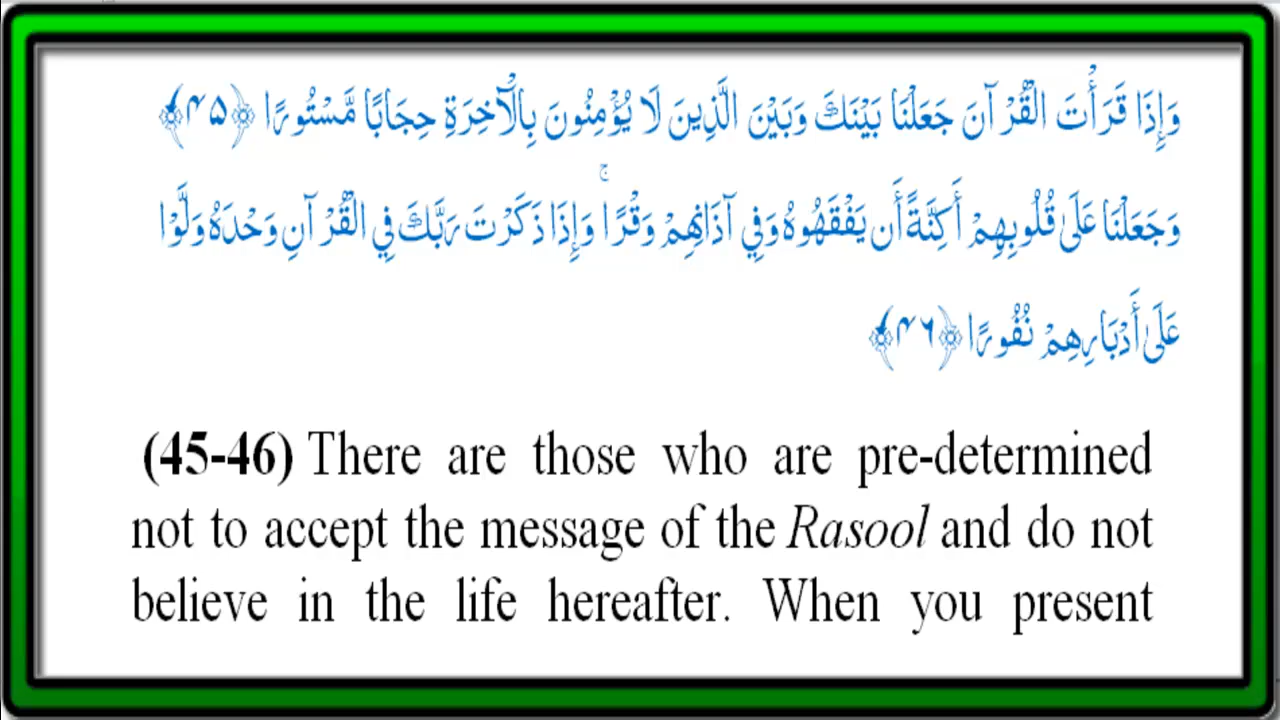 وَإِذَا قَرَأْتَ الْقُرْآنَ جَعَلْنَا بَيْنَكَ وَبَيْنَ الَّذِينَ لَا يُؤْمِنُونَ بِالْآخِرَةِ حِجَابًا مَّسْتُورًا ﴿۴۵﴾
وَجَعَلْنَا عَلَىٰ قُلُوبِهِمْ أَكِنَّةً أَن يَفْقَهُوهُ وَفِي آذَانِهِمْ وَقْرًا ۚ وَإِذَا ذَكَرْتَ رَبَّكَ فِي الْقُرْآنِ وَحْدَهُ وَلَّوْا
عَلَىٰ أَدْبَارِهِمْ نُفُورًا ﴿۴۶﴾
(45-46) There are those who are pre-determined
not to accept the message of the Rasool and do not
believe in the life hereafter. When you present